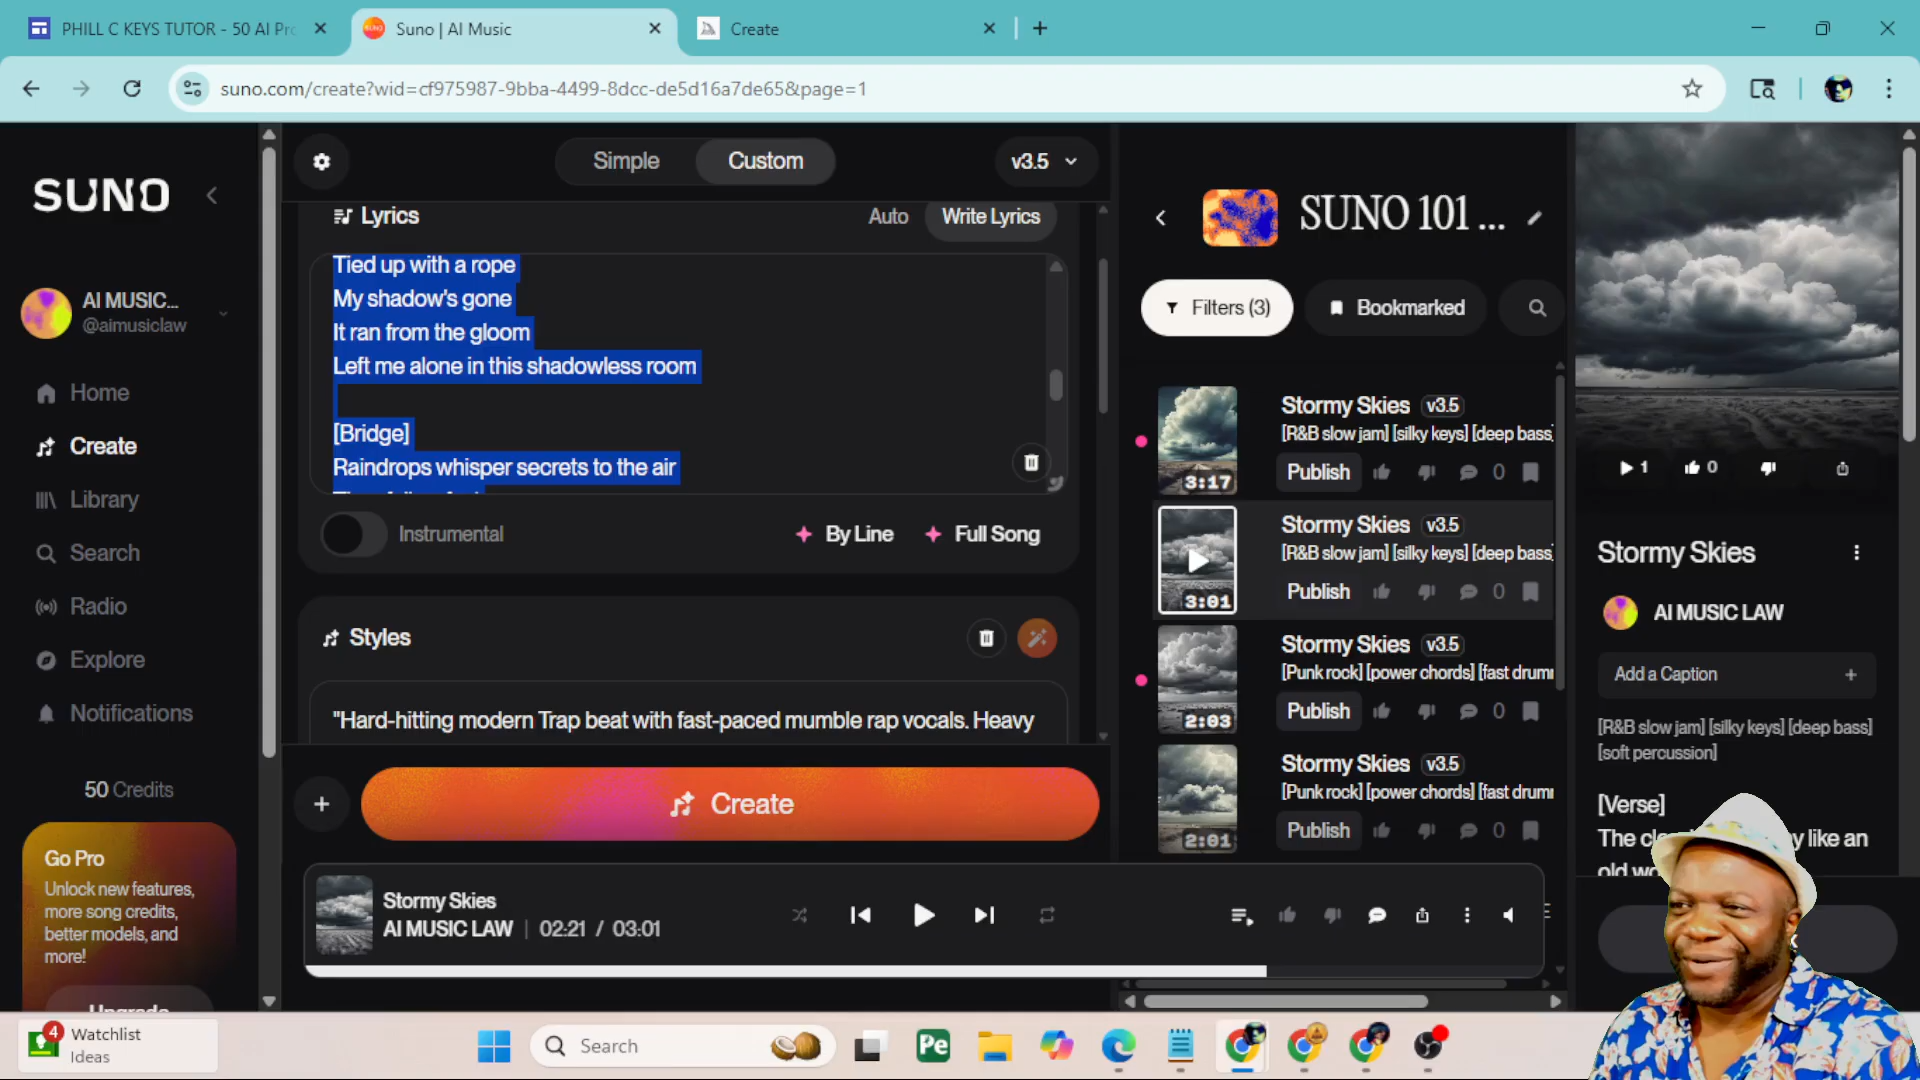 PHILL C KEYS TUTOR - 50 AI Pro
Suno | AI Music
Create
suno.com/create?wid=cf975987-9bba-4499-8dcc-de5d16a7de65&page=1
SUNO
AI MUSIC...
@aimusiclaw
Home
Create
Library
Search
Radio
Explore
Notifications
50 Credits
Go Pro
Unlock new features,
more song credits,
better models, and
more!
Upgrade
Simple
Custom
v3.5
Lyrics
Auto
Write Lyrics
Tied up with a rope
My shadow's gone
It ran from the gloom
Left me alone in this shadowless room
[Bridge]
Raindrops whisper secrets to the air
Instrumental
By Line
Full Song
Styles
"Hard-hitting modern Trap beat with fast-paced mumble rap vocals. Heavy
Create
Stormy Skies
AI MUSIC LAW
02:21 / 03:01
SUNO 101 ...
Filters (3)
Bookmarked
Stormy Skies v3.5
[R&B slow jam] [silky keys] [deep bass]
Publish
0
3:17
Stormy Skies v3.5
[R&B slow jam] [silky keys] [deep bass]
Publish
0
3:01
Stormy Skies v3.5
[Punk rock] [power chords] [fast drumm
Publish
0
2:03
Stormy Skies v3.5
[Punk rock] [power chords] [fast drumm
Publish
0
2:01
1
0
Stormy Skies
AI MUSIC LAW
Add a Caption
[R&B slow jam] [silky keys] [deep bass]
[soft percussion]
[Verse]
like an
4
Watchlist
Ideas
Search
Pe